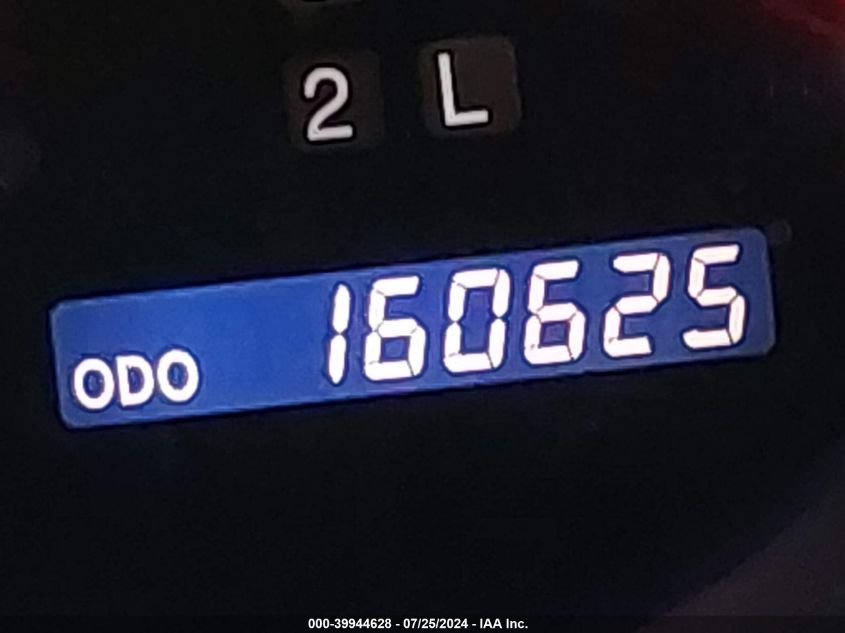 2 L
ODO 160625
000-39944628 - 07/25/2024 - IAA Inc.